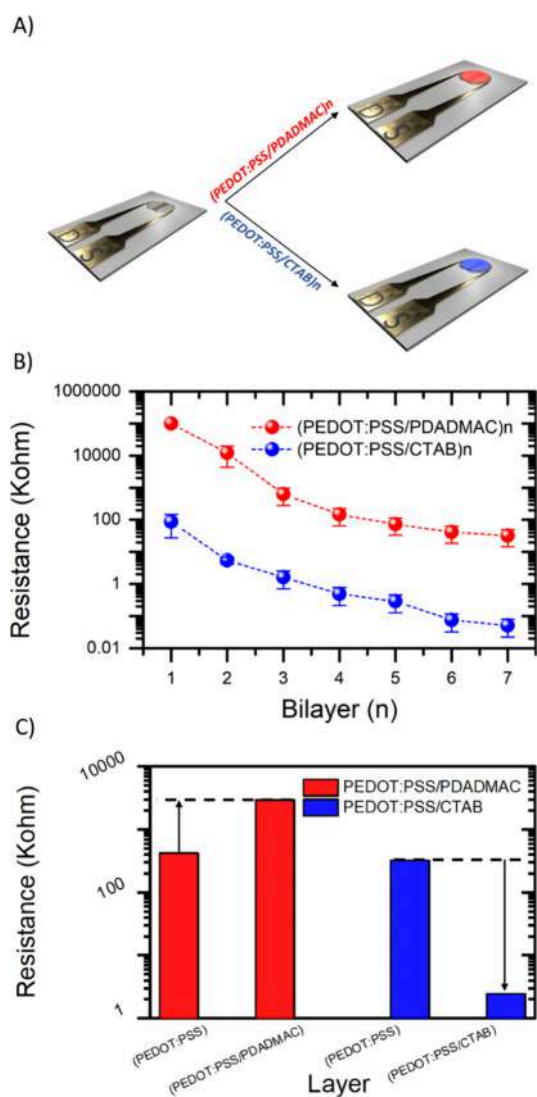 A)
(PEDOT:PSS/PDADMAC)n
D
S
D
S
(PEDOT:PSS/CTAB)n
D
S
B)
1000000
10000
100
1
0.01
Resistance (Kohm)
(PEDOT:PSS/PDADMAC)n
(PEDOT:PSS/CTAB)n
1 2 3 4 5 6 7
Bilayer (n)
C)
10000
100
1
Resistance (Kohm)
PEDOT:PSS/PDADMAC
PEDOT:PSS/CTAB
(PEDOT:PSS)
(PEDOT:PSS/PDADMAC)
(PEDOT:PSS)
(PEDOT:PSS/CTAB)
Layer